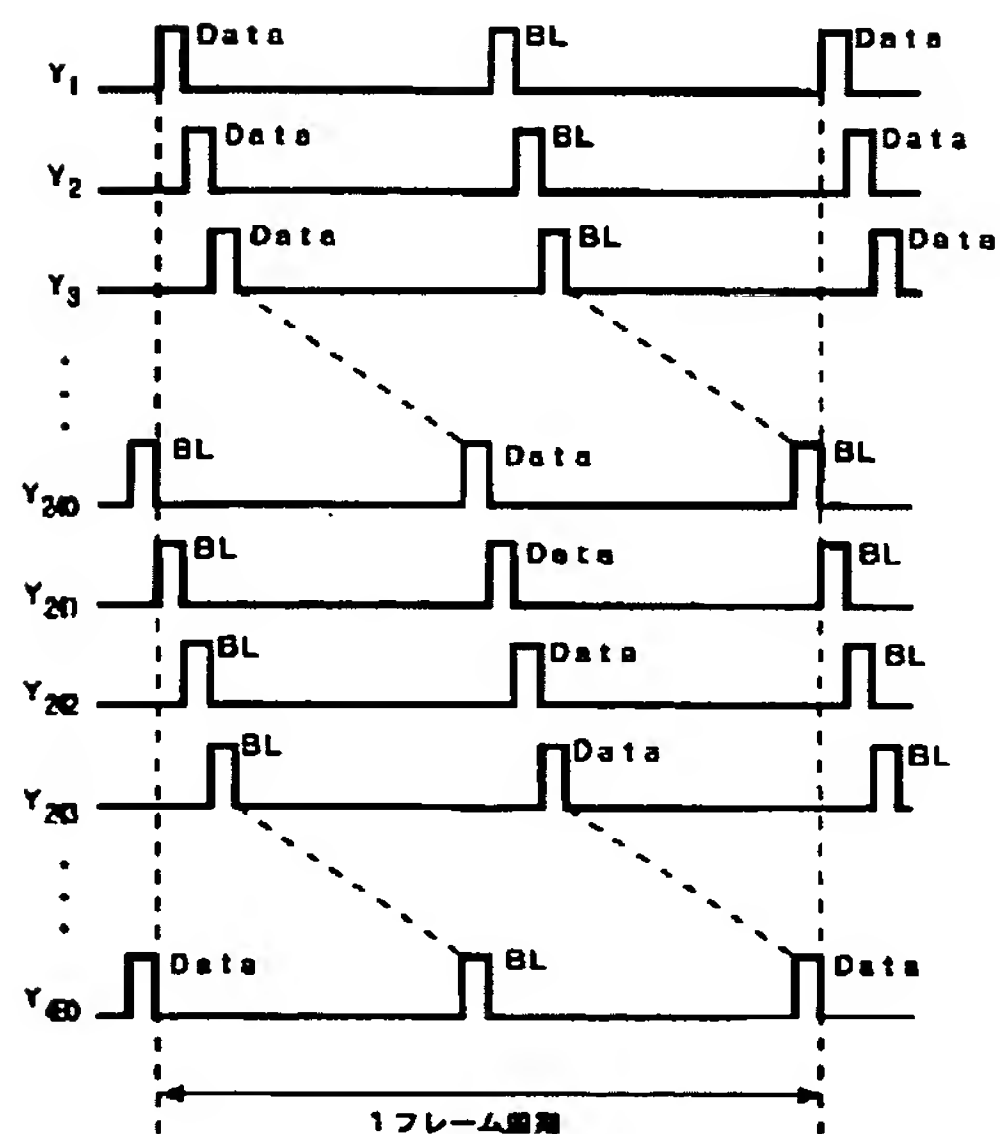 Y1 Data BL Data
Y2 Data BL Data
Y3 Data BL Data
Y240 BL Data BL
Y241 BL Data BL
Y242 BL Data BL
Y243 BL Data BL
Y480 Data BL Data
1フレーム周期